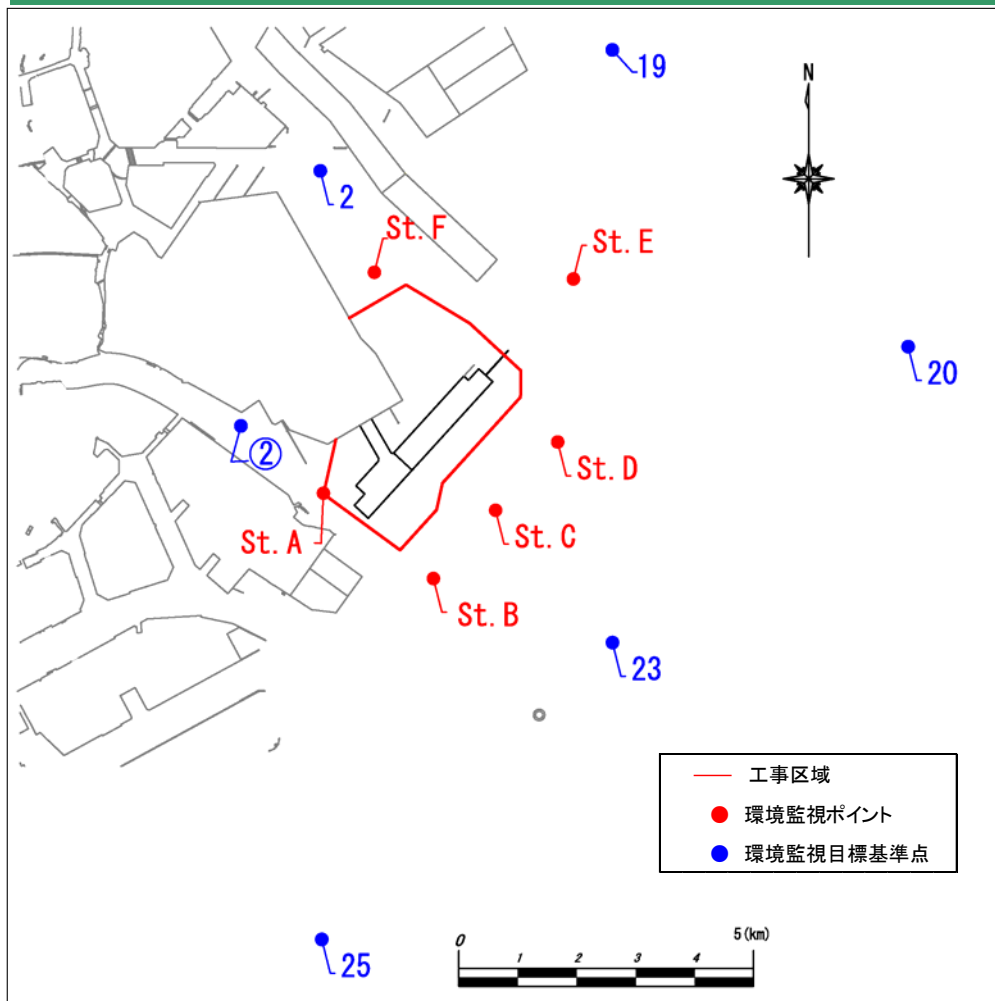 19
N
2
St. F
St. E
20
②
St. D
St. A
St. C
St. B
23
工事区域
環境監視ポイント
環境監視目標基準点
25
0 1 2 3 4 5(km)